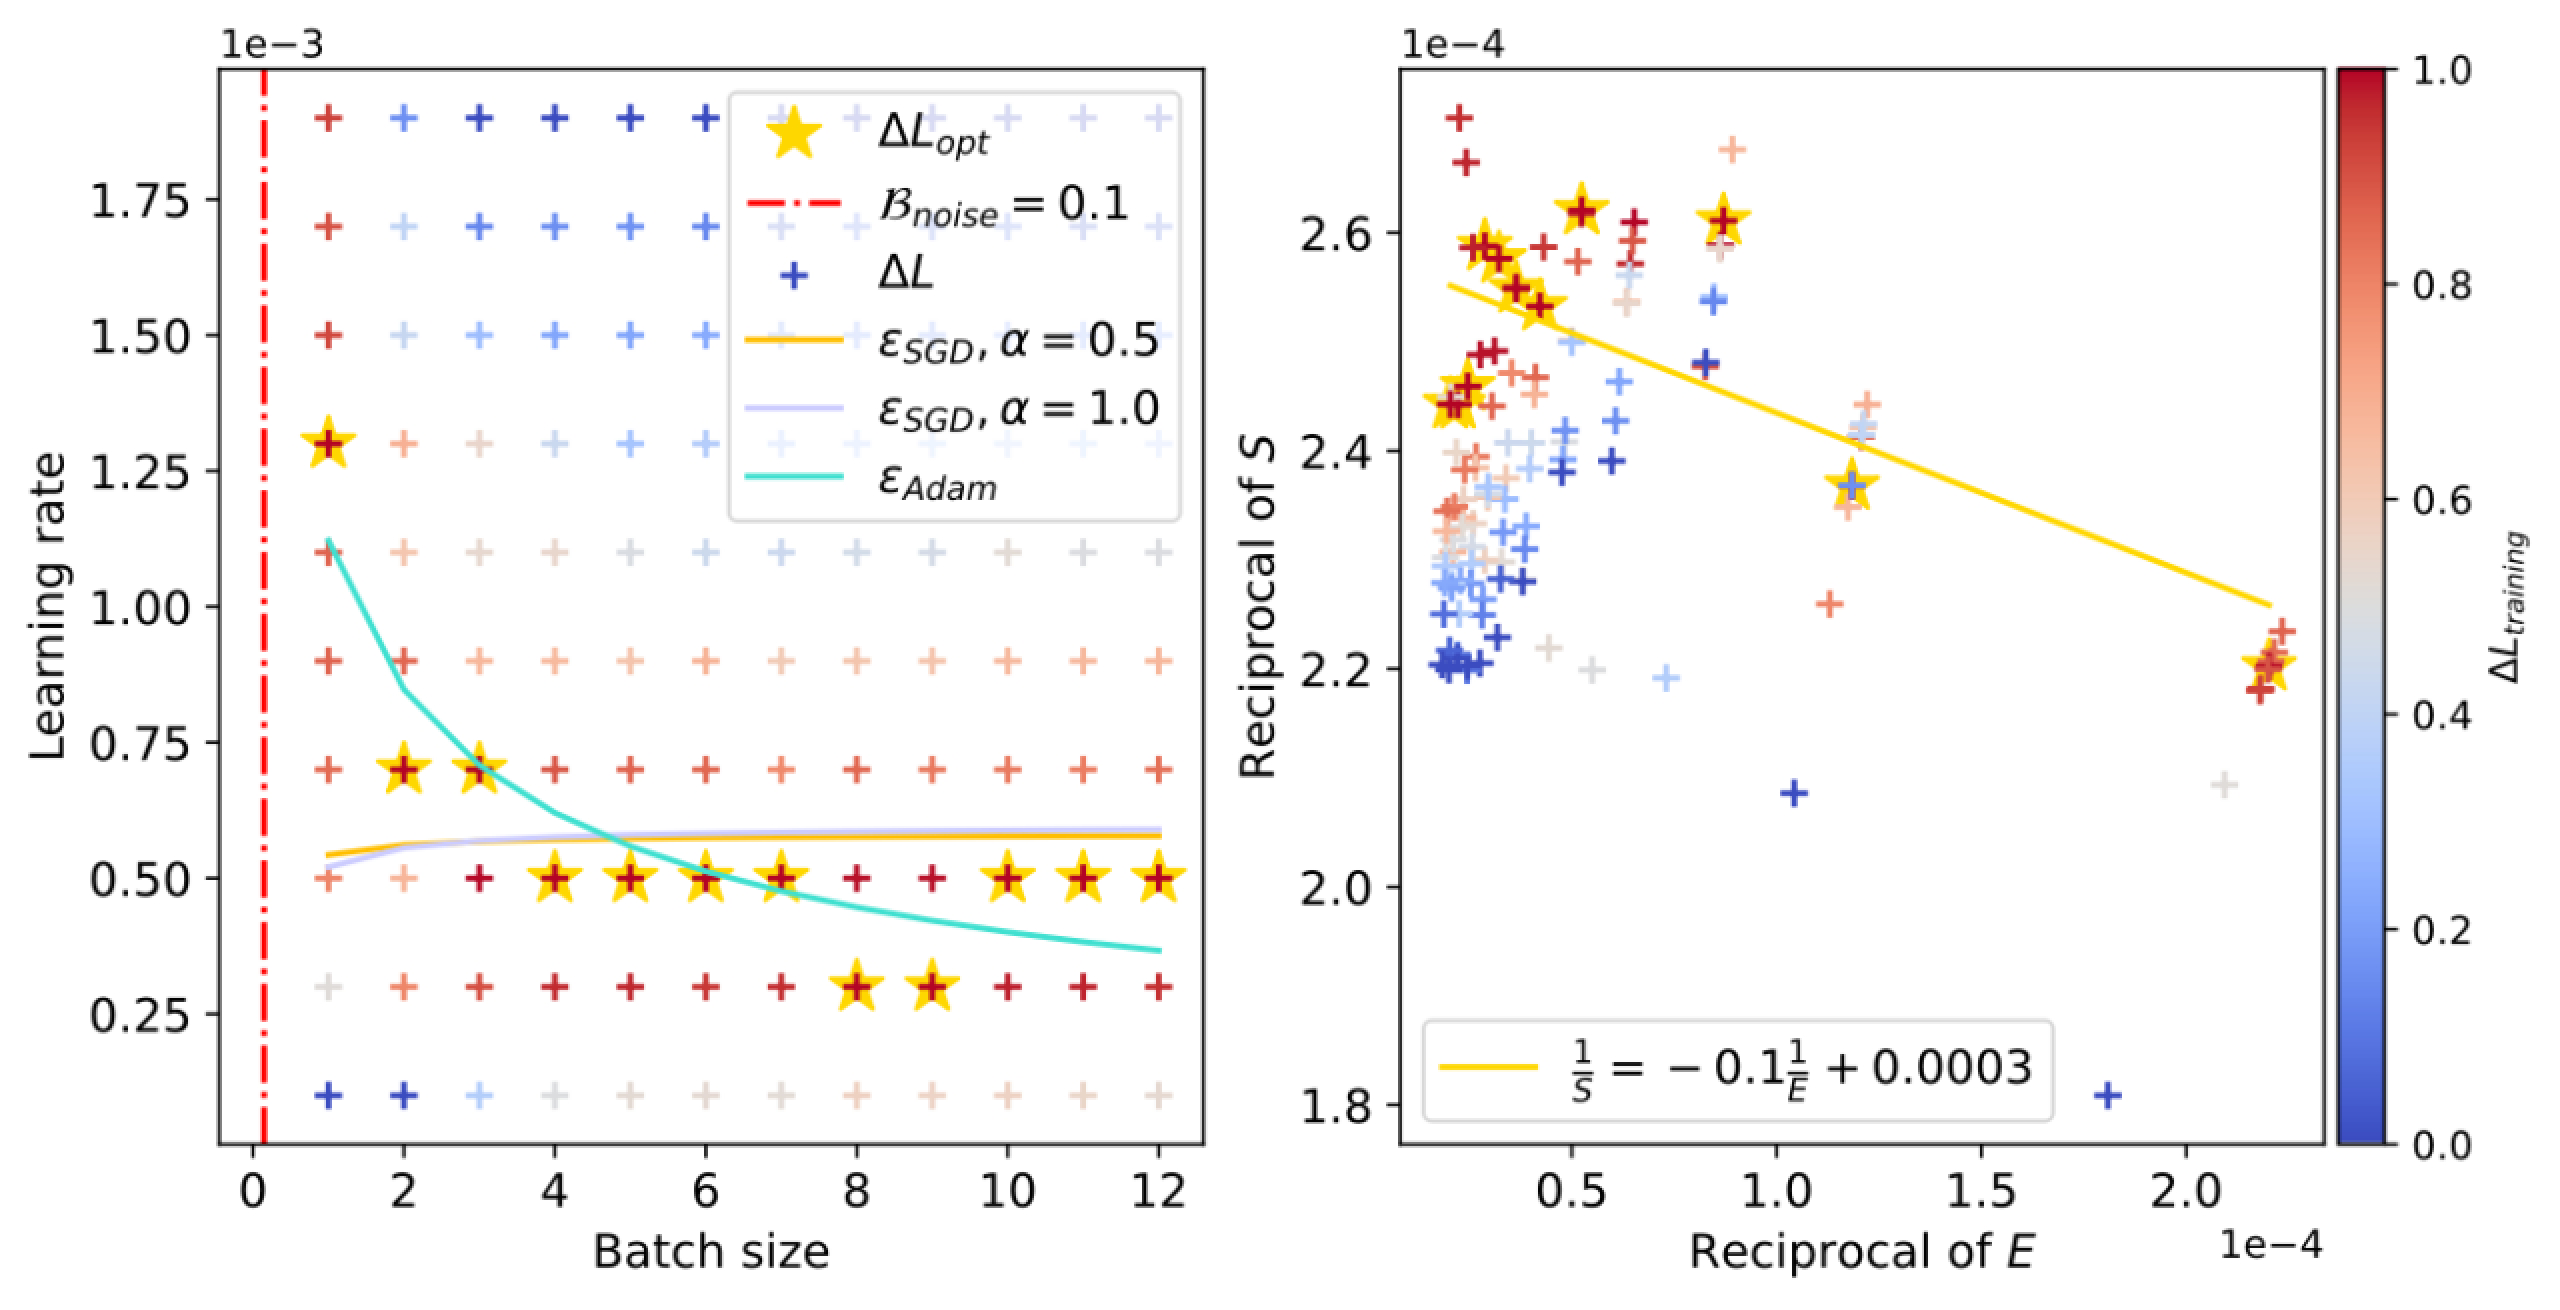 1e−3
1.75
1.50
1.25
1.00
0.75
0.50
0.25
Learning rate
0
2
4
6
8
10
12
Batch size
ΔL_opt
𝓑_noise = 0.1
ΔL
ε_SGD, α = 0.5
ε_SGD, α = 1.0
ε_Adam
1e−4
2.6
2.4
2.2
2.0
1.8
Reciprocal of S
0.5
1.0
1.5
2.0
1e−4
Reciprocal of E
1/S = −0.1 1/E + 0.0003
1.0
0.8
0.6
0.4
0.2
0.0
ΔL_training